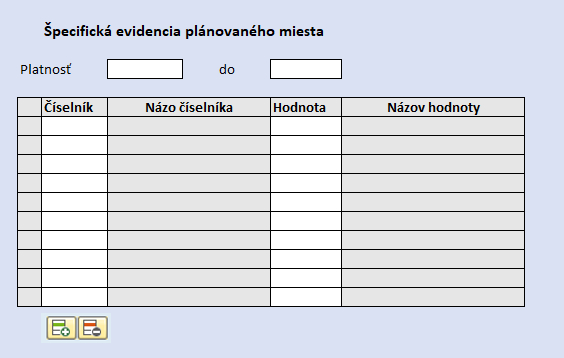 Špecifická evidencia plánovaného miesta
Platnosť do
Číselník Názo číselníka Hodnota Názov hodnoty